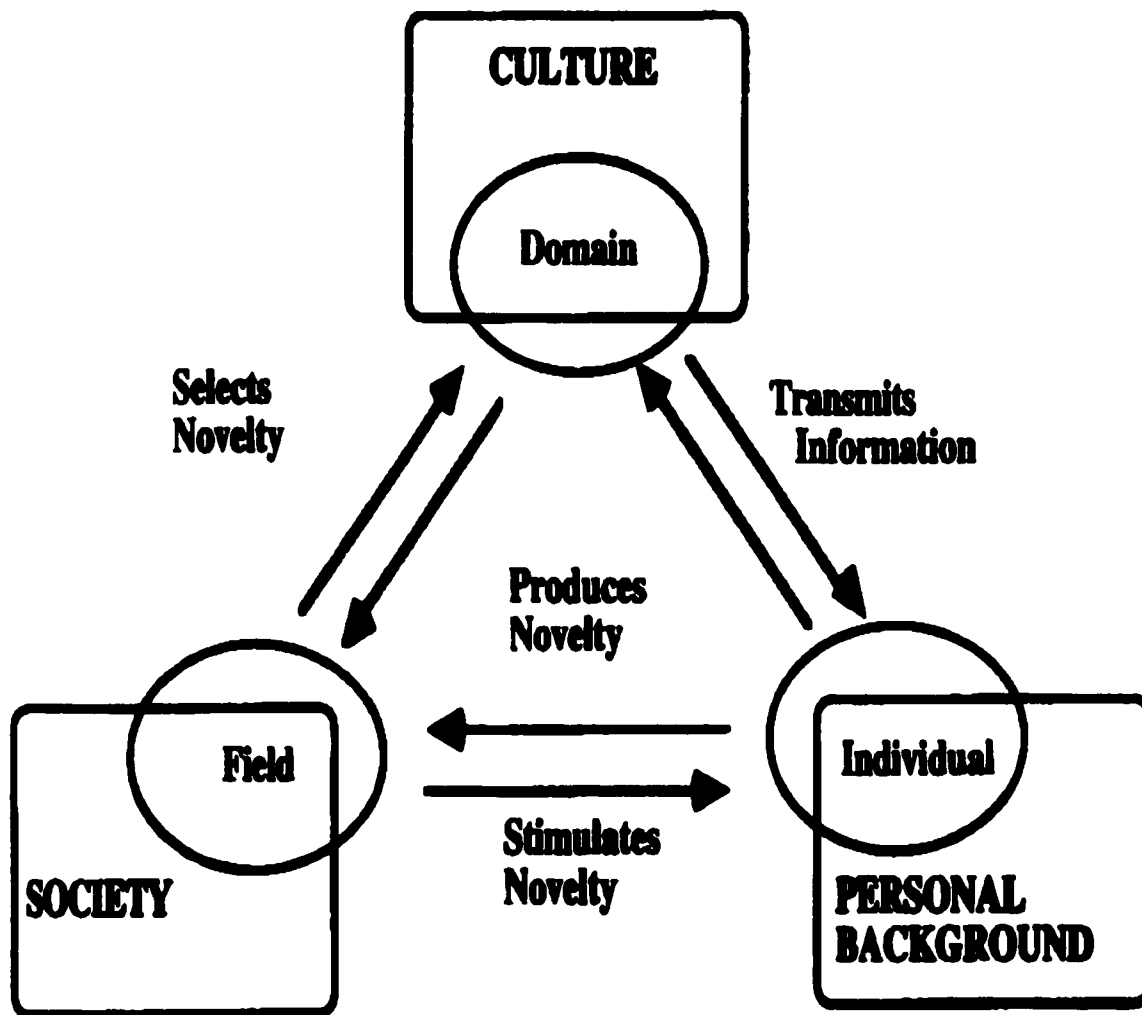 CULTURE
Domain
Selects
Novelty
Transmits
Information
Produces
Novelty
Field
Individual
Stimulates
Novelty
SOCIETY
PERSONAL
BACKGROUND